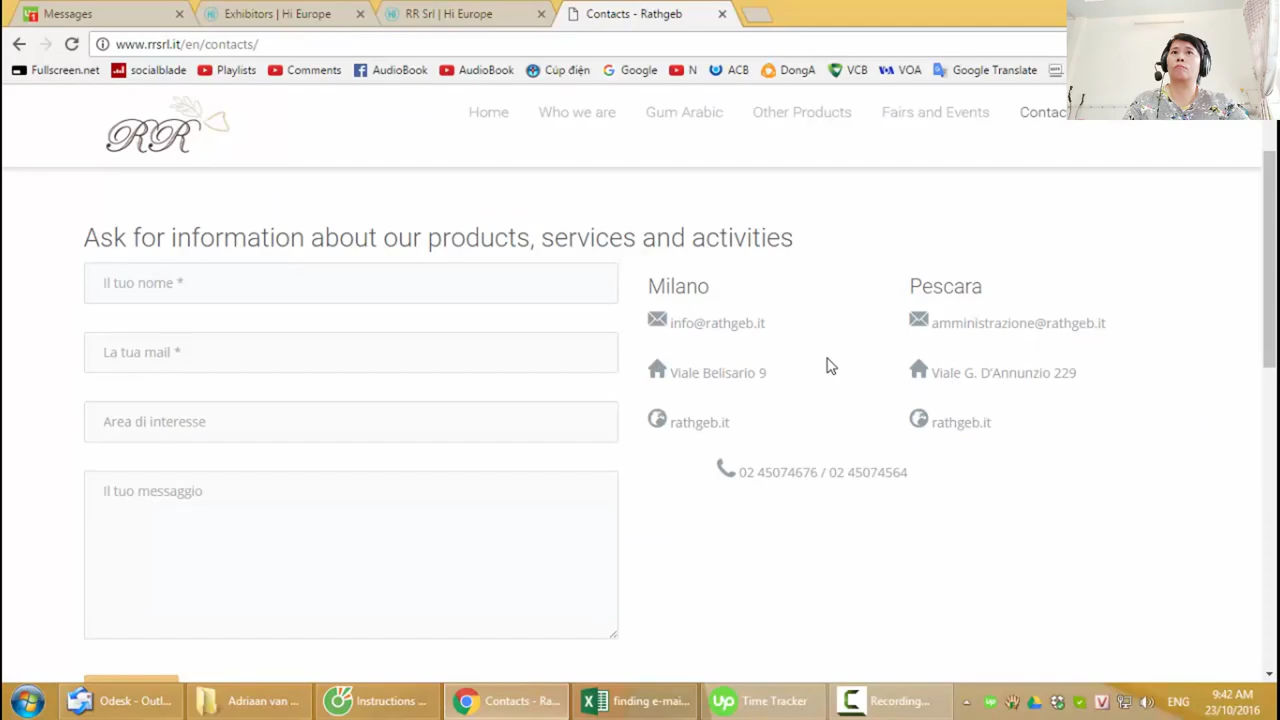 Messages
Exhibitors | Hi Europe
RR Srl | Hi Europe
Contacts - Rathgeb
www.rrsrl.it/en/contacts/
Fullscreen.net
socialblade
Playlists
Comments
AudioBook
AudioBook
Cúp điện
Google
N
ACB
DongA
VCB
VOA
Google Translate
RR
Home
Who we are
Gum Arabic
Other Products
Fairs and Events
Contac
Ask for information about our products, services and activities
Il tuo nome *
La tua mail *
Area di interesse
Il tuo messaggio
Milano
info@rathgeb.it
Viale Belisario 9
rathgeb.it
Pescara
amministrazione@rathgeb.it
Viale G. D'Annunzio 229
rathgeb.it
02 45074676 / 02 45074564
Odesk - Outl...
Adriaan van ...
Instructions ...
Contacts - Ra...
finding e-mai...
Up
Time Tracker
Recording...
ENG
9:42 AM
23/10/2016